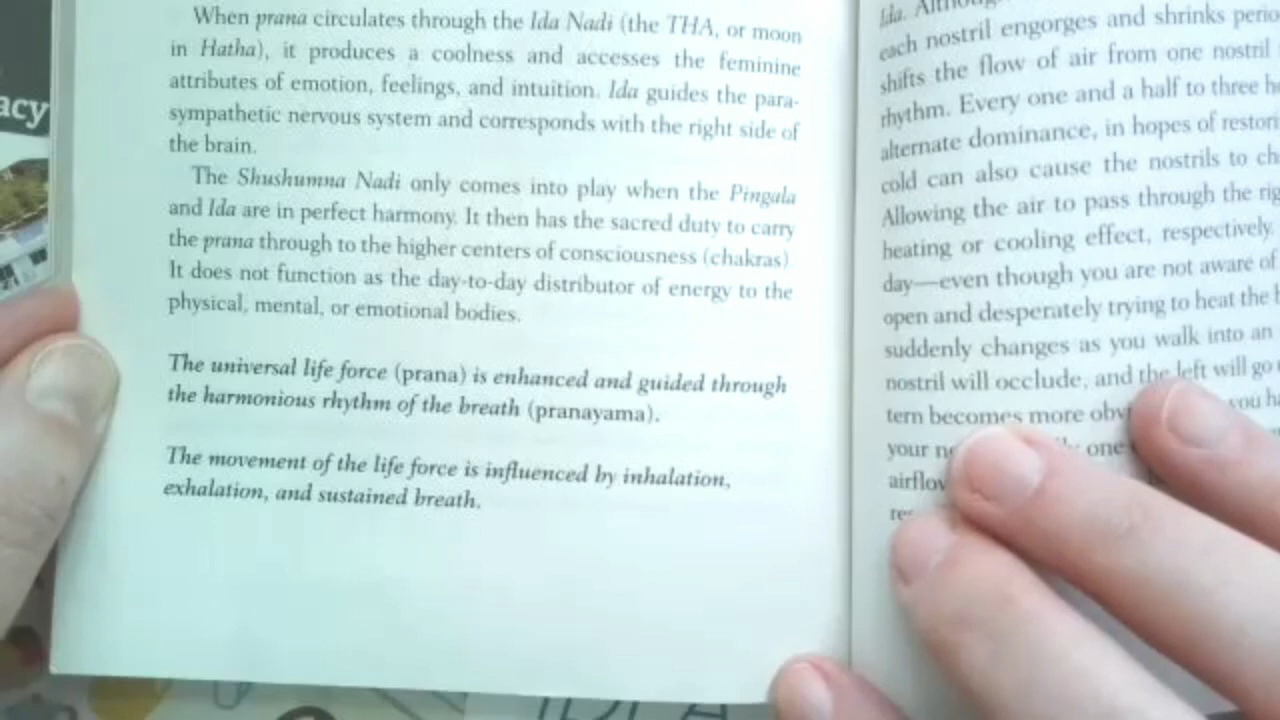 acy
When prana circulates through the Ida Nadi (the THA, or moon
in Hatha), it produces a coolness and accesses the feminine
attributes of emotion, feelings, and intuition. Ida guides the para-
sympathetic nervous system and corresponds with the right side of
the brain.
The Shushumna Nadi only comes into play when the Pingala
and Ida are in perfect harmony. It then has the sacred duty to carry
the prana through to the higher centers of consciousness (chakras)
It does not function as the day-to-day distributor of energy to the
physical, mental, or emotional bodies.
The universal life force (prana) is enhanced and guided through
the harmonious rhythm of the breath (pranayama).
The movement of the life force is influenced by inhalation,
exhalation, and sustained breath.
Ida.
each nostril engorges and shrinks
shifts the flow of air from one nostril
rhythm. Every one and a half to three
alternate dominance, in hopes of
cold can also cause the nostrils to
Allowing the air to pass through the
heating or cooling effect, respectively.
day—even though you are not aware of
open and desperately trying to heat the
suddenly changes as you walk into an
nostril will occlude, and the left will go
tern becomes more you
your one